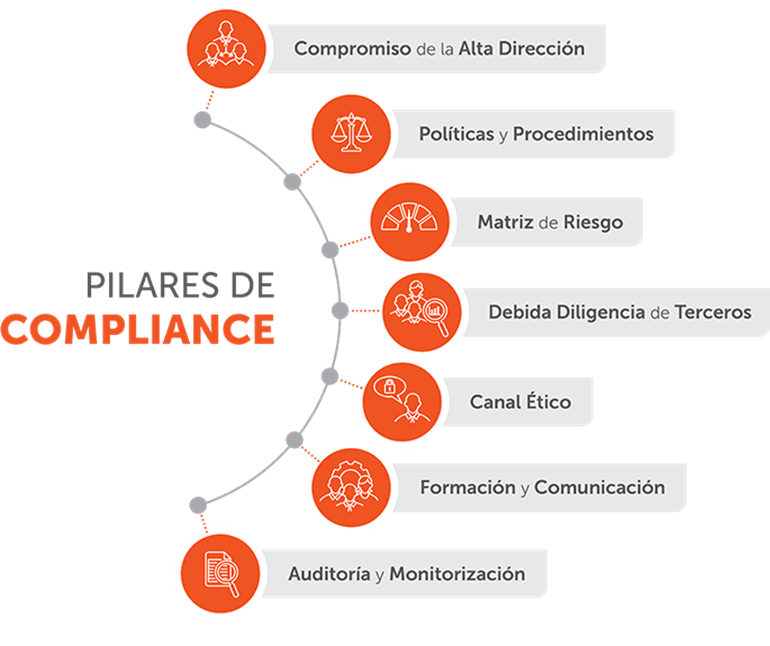 Compromiso de la Alta Dirección
Políticas y Procedimientos
Matriz de Riesgo
PILARES DE
COMPLIANCE
Debida Diligencia de Terceros
Canal Ético
Formación y Comunicación
Auditoría y Monitorización